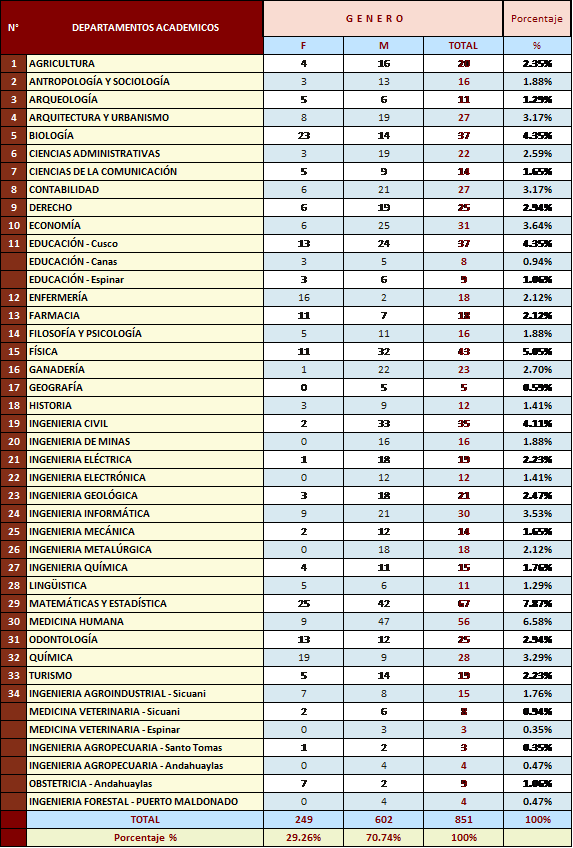 N° DEPARTAMENTOS ACADEMICOS G E N E R O Porcentaje
F M TOTAL %
1 AGRICULTURA 4 16 20 2.35%
2 ANTROPOLOGÍA Y SOCIOLOGÍA 3 13 16 1.88%
3 ARQUEOLOGÍA 5 6 11 1.29%
4 ARQUITECTURA Y URBANISMO 8 19 27 3.17%
5 BIOLOGÍA 23 14 37 4.35%
6 CIENCIAS ADMINISTRATIVAS 3 19 22 2.59%
7 CIENCIAS DE LA COMUNICACIÓN 5 9 14 1.65%
8 CONTABILIDAD 6 21 27 3.17%
9 DERECHO 6 19 25 2.94%
10 ECONOMÍA 6 25 31 3.64%
11 EDUCACIÓN - Cusco 13 24 37 4.35%
EDUCACIÓN - Canas 3 5 8 0.94%
EDUCACIÓN - Espinar 3 6 9 1.06%
12 ENFERMERÍA 16 2 18 2.12%
13 FARMACIA 11 7 18 2.12%
14 FILOSOFÍA Y PSICOLOGÍA 5 11 16 1.88%
15 FÍSICA 11 32 43 5.05%
16 GANADERÍA 1 22 23 2.70%
17 GEOGRAFÍA 0 5 5 0.59%
18 HISTORIA 3 9 12 1.41%
19 INGENIERIA CIVIL 2 33 35 4.11%
20 INGENIERIA DE MINAS 0 16 16 1.88%
21 INGENIERIA ELÉCTRICA 1 18 19 2.23%
22 INGENIERIA ELECTRÓNICA 0 12 12 1.41%
23 INGENIERIA GEOLÓGICA 3 18 21 2.47%
24 INGENIERIA INFORMÁTICA 9 21 30 3.53%
25 INGENIERIA MECÁNICA 2 12 14 1.65%
26 INGENIERIA METALÚRGICA 0 18 18 2.12%
27 INGENIERIA QUÍMICA 4 11 15 1.76%
28 LINGÜISTICA 5 6 11 1.29%
29 MATEMÁTICAS Y ESTADÍSTICA 25 42 67 7.87%
30 MEDICINA HUMANA 9 47 56 6.58%
31 ODONTOLOGÍA 13 12 25 2.94%
32 QUÍMICA 19 9 28 3.29%
33 TURISMO 5 14 19 2.23%
34 INGENIERIA AGROINDUSTRIAL - Sicuani 7 8 15 1.76%
MEDICINA VETERINARIA - Sicuani 2 6 8 0.94%
MEDICINA VETERINARIA - Espinar 0 3 3 0.35%
INGENIERIA AGROPECUARIA - Santo Tomas 1 2 3 0.35%
INGENIERIA AGROPECUARIA - Andahuaylas 0 4 4 0.47%
OBSTETRICIA - Andahuaylas 7 2 9 1.06%
INGENIERIA FORESTAL - PUERTO MALDONADO 0 4 4 0.47%
TOTAL 249 602 851 100%
Porcentaje % 29.26% 70.74% 100%